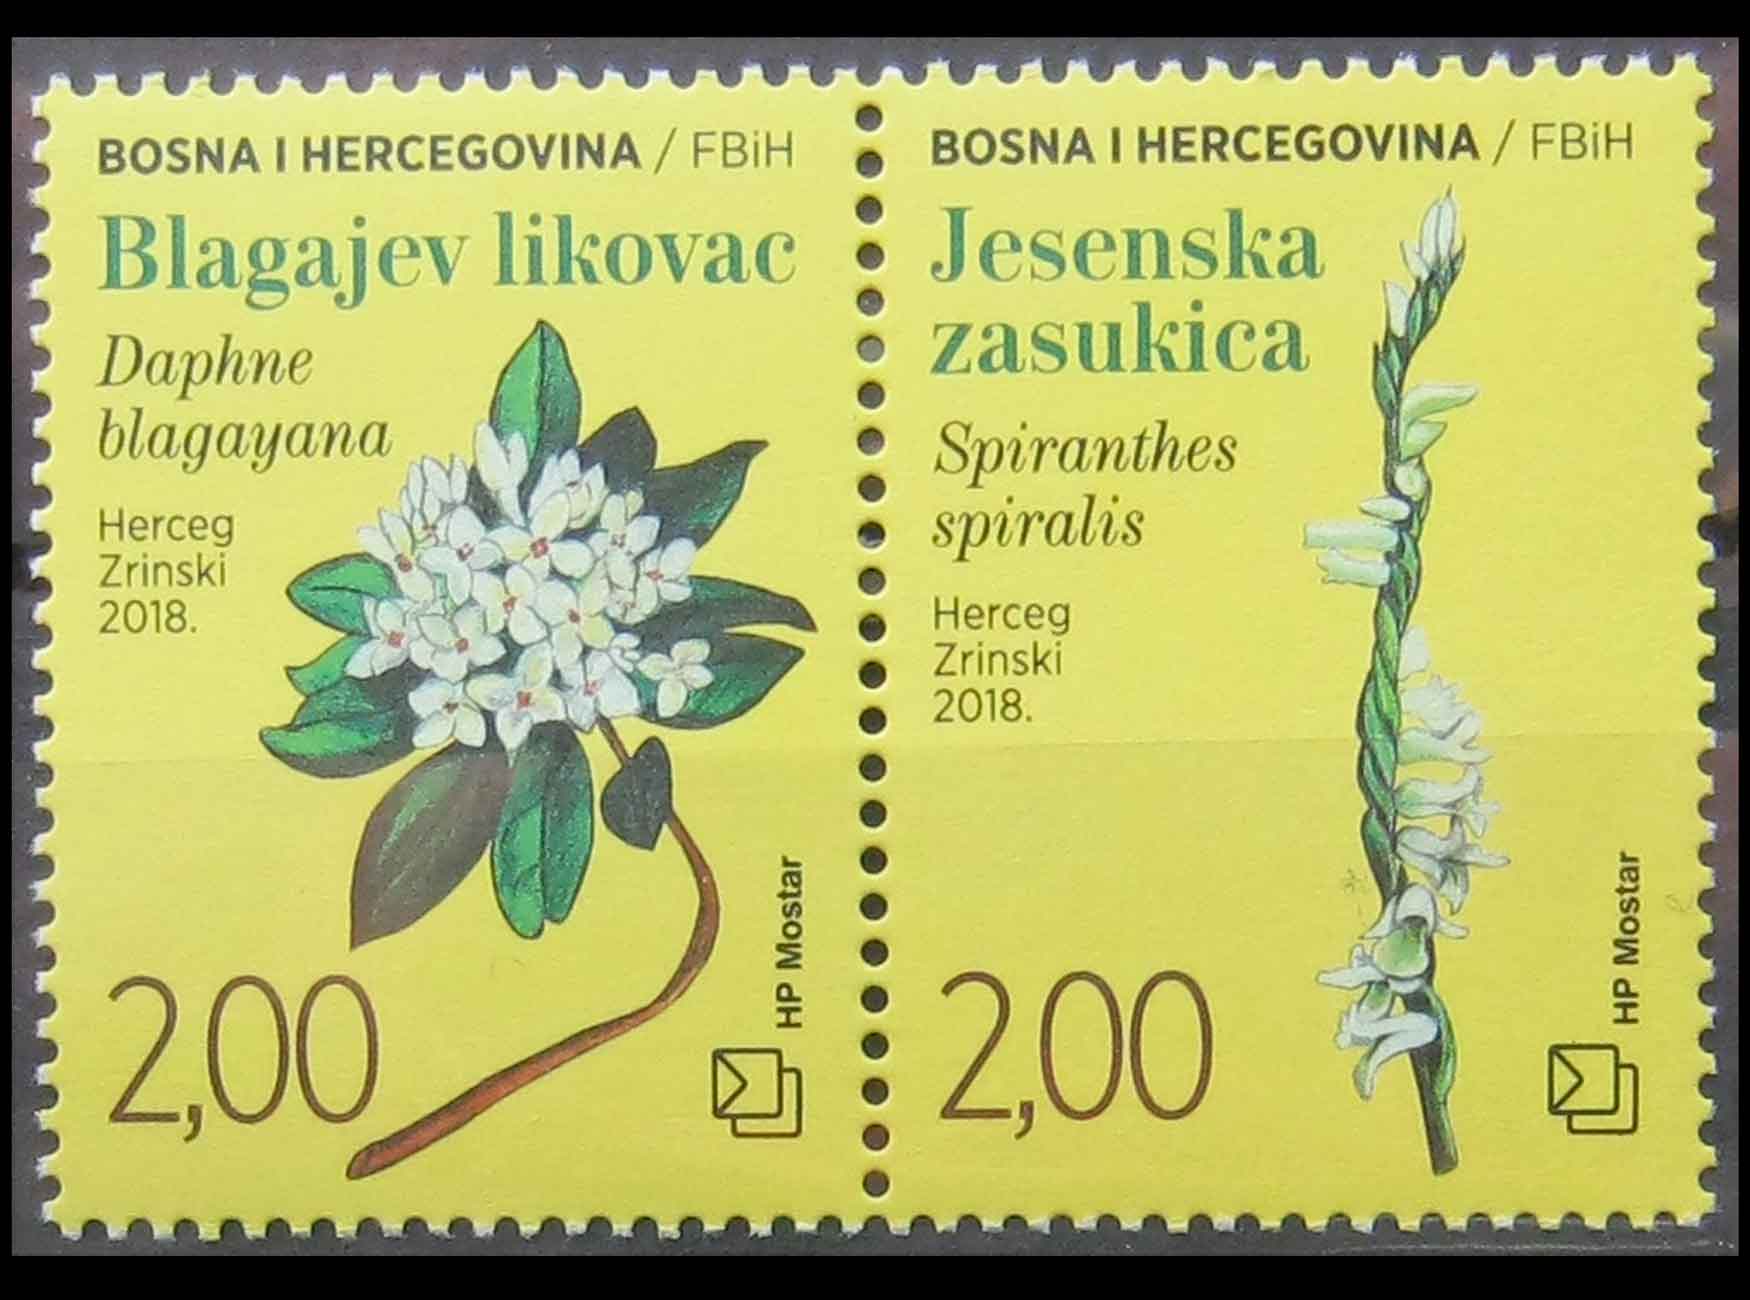 BOSNA I HERCEGOVINA / FBiH
Blagajev likovac
Daphne
blagayana
Herceg
Zrinski
2018.
2,00
HP Mostar
BOSNA I HERCEGOVINA / FBiH
Jesenska
zasukica
Spiranthes
spiralis
Herceg
Zrinski
2018.
2,00
HP Mostar